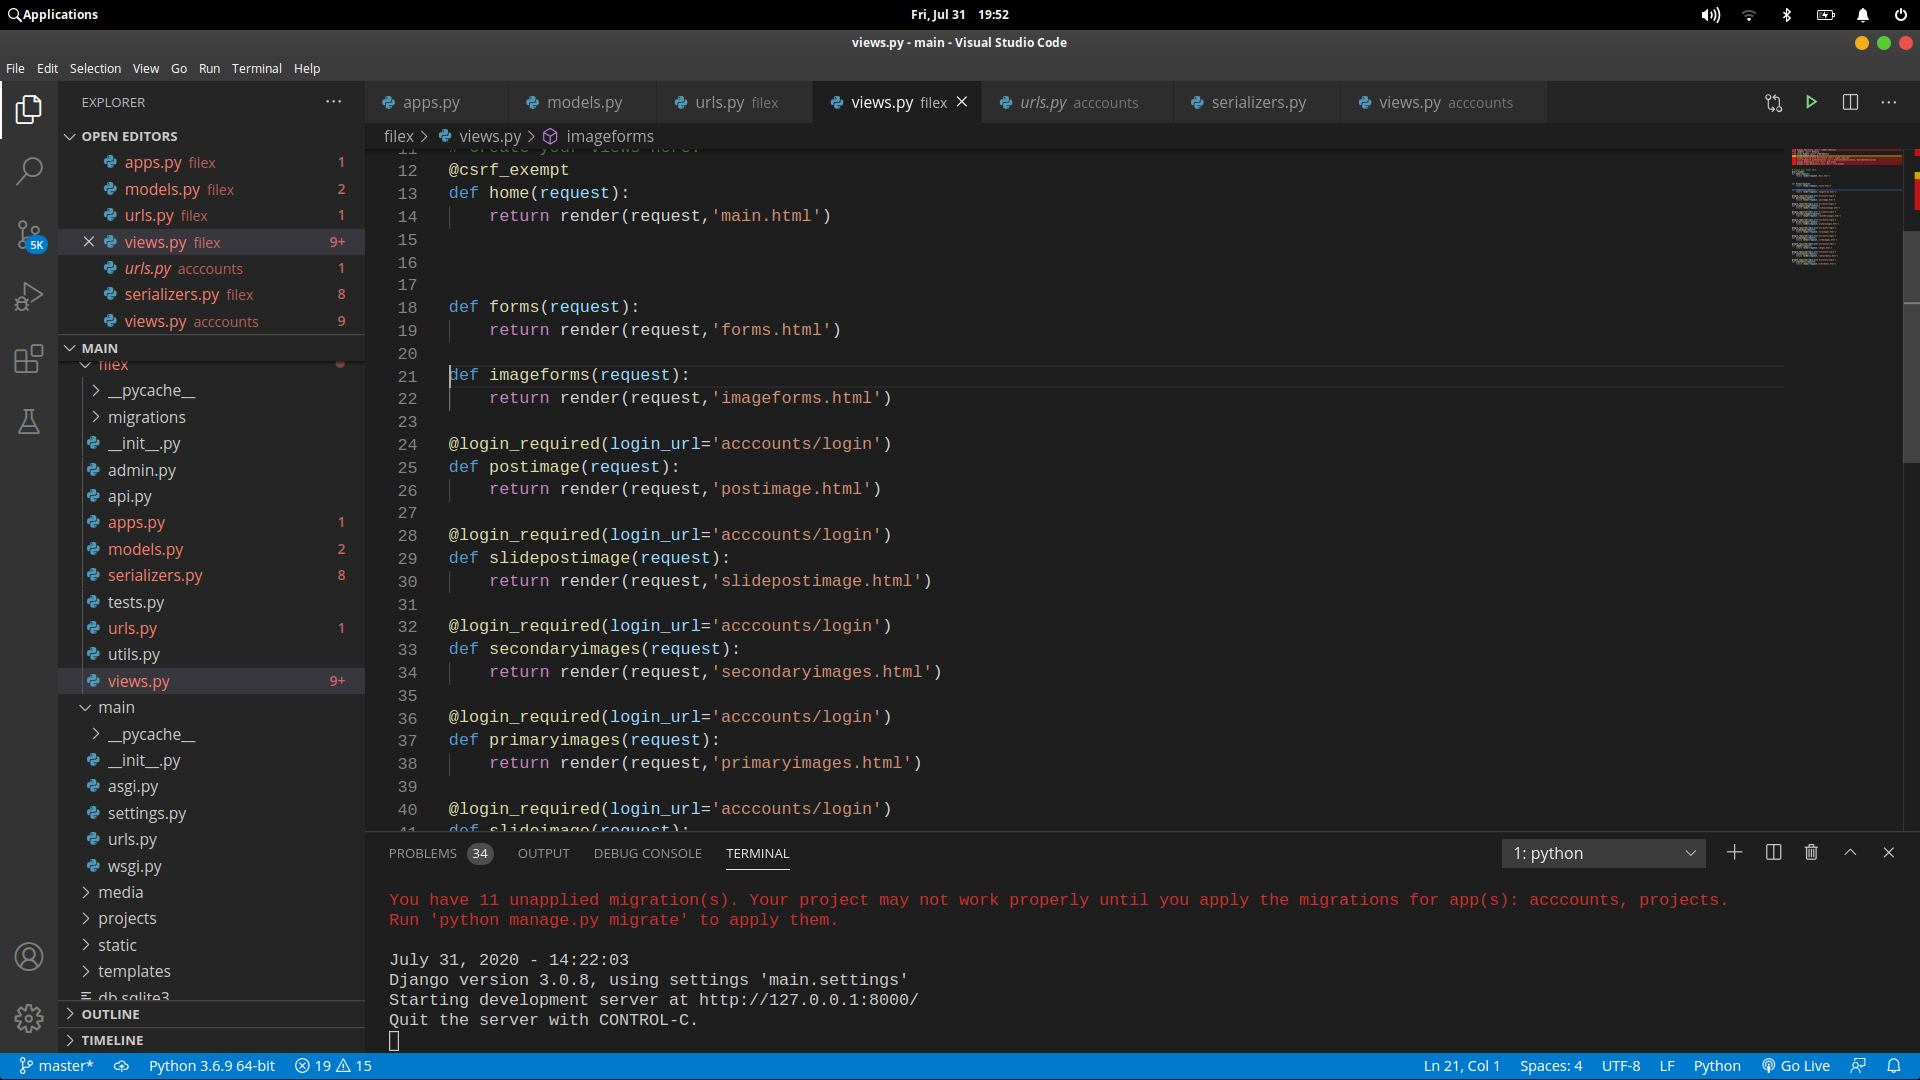 Applications
Fri, Jul 31 19:52
views.py - main - Visual Studio Code
File Edit Selection View Go Run Terminal Help
EXPLORER
OPEN EDITORS
apps.py filex 1
models.py filex 2
urls.py filex 1
views.py filex 9+
urls.py acccounts 1
serializers.py filex 8
views.py acccounts 9
MAIN
filex
__pycache__
migrations
__init__.py
admin.py
api.py
apps.py 1
models.py 2
serializers.py 8
tests.py
urls.py 1
utils.py
views.py 9+
main
__pycache__
__init__.py
asgi.py
settings.py
urls.py
wsgi.py
media
projects
static
templates
db.sqlite3
OUTLINE
TIMELINE
5K
apps.py models.py urls.py filex views.py filex urls.py acccounts serializers.py views.py acccounts
filex > views.py > imageforms
11 # Create your views here.
12 @csrf_exempt
13 def home(request):
14 return render(request,'main.html')
15
16
17
18 def forms(request):
19 return render(request,'forms.html')
20
21 def imageforms(request):
22 return render(request,'imageforms.html')
23
24 @login_required(login_url='acccounts/login')
25 def postimage(request):
26 return render(request,'postimage.html')
27
28 @login_required(login_url='acccounts/login')
29 def slidepostimage(request):
30 return render(request,'slidepostimage.html')
31
32 @login_required(login_url='acccounts/login')
33 def secondaryimages(request):
34 return render(request,'secondaryimages.html')
35
36 @login_required(login_url='acccounts/login')
37 def primaryimages(request):
38 return render(request,'primaryimages.html')
39
40 @login_required(login_url='acccounts/login')
41 def slideimage(request):
PROBLEMS 34 OUTPUT DEBUG CONSOLE TERMINAL 1: python
You have 11 unapplied migration(s). Your project may not work properly until you apply the migrations for app(s): acccounts, projects.
Run 'python manage.py migrate' to apply them.
July 31, 2020 - 14:22:03
Django version 3.0.8, using settings 'main.settings'
Starting development server at http://127.0.0.1:8000/
Quit the server with CONTROL-C.
master* Python 3.6.9 64-bit 19 15 Ln 21, Col 1 Spaces: 4 UTF-8 LF Python Go Live